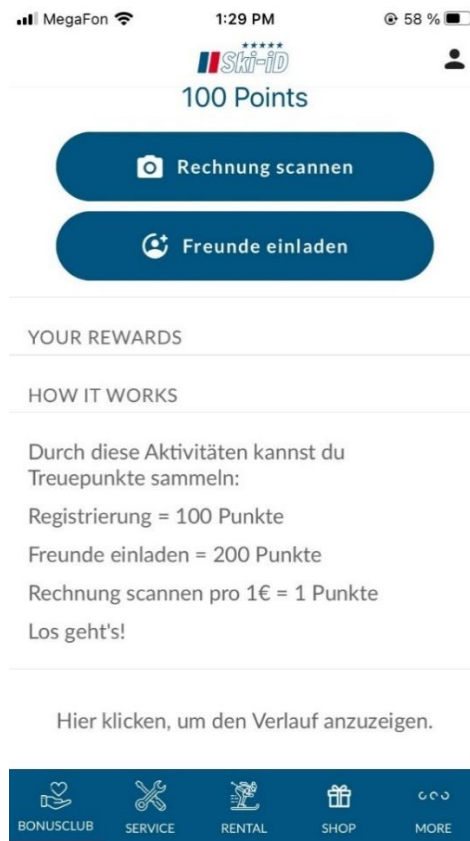 MegaFon 1:29 PM 58 %
Ski-iD
100 Points
Rechnung scannen
Freunde einladen
YOUR REWARDS
HOW IT WORKS
Durch diese Aktivitäten kannst du
Treuepunkte sammeln:
Registrierung = 100 Punkte
Freunde einladen = 200 Punkte
Rechnung scannen pro 1€ = 1 Punkte
Los geht's!
Hier klicken, um den Verlauf anzuzeigen.
BONUSCLUB SERVICE RENTAL SHOP MORE